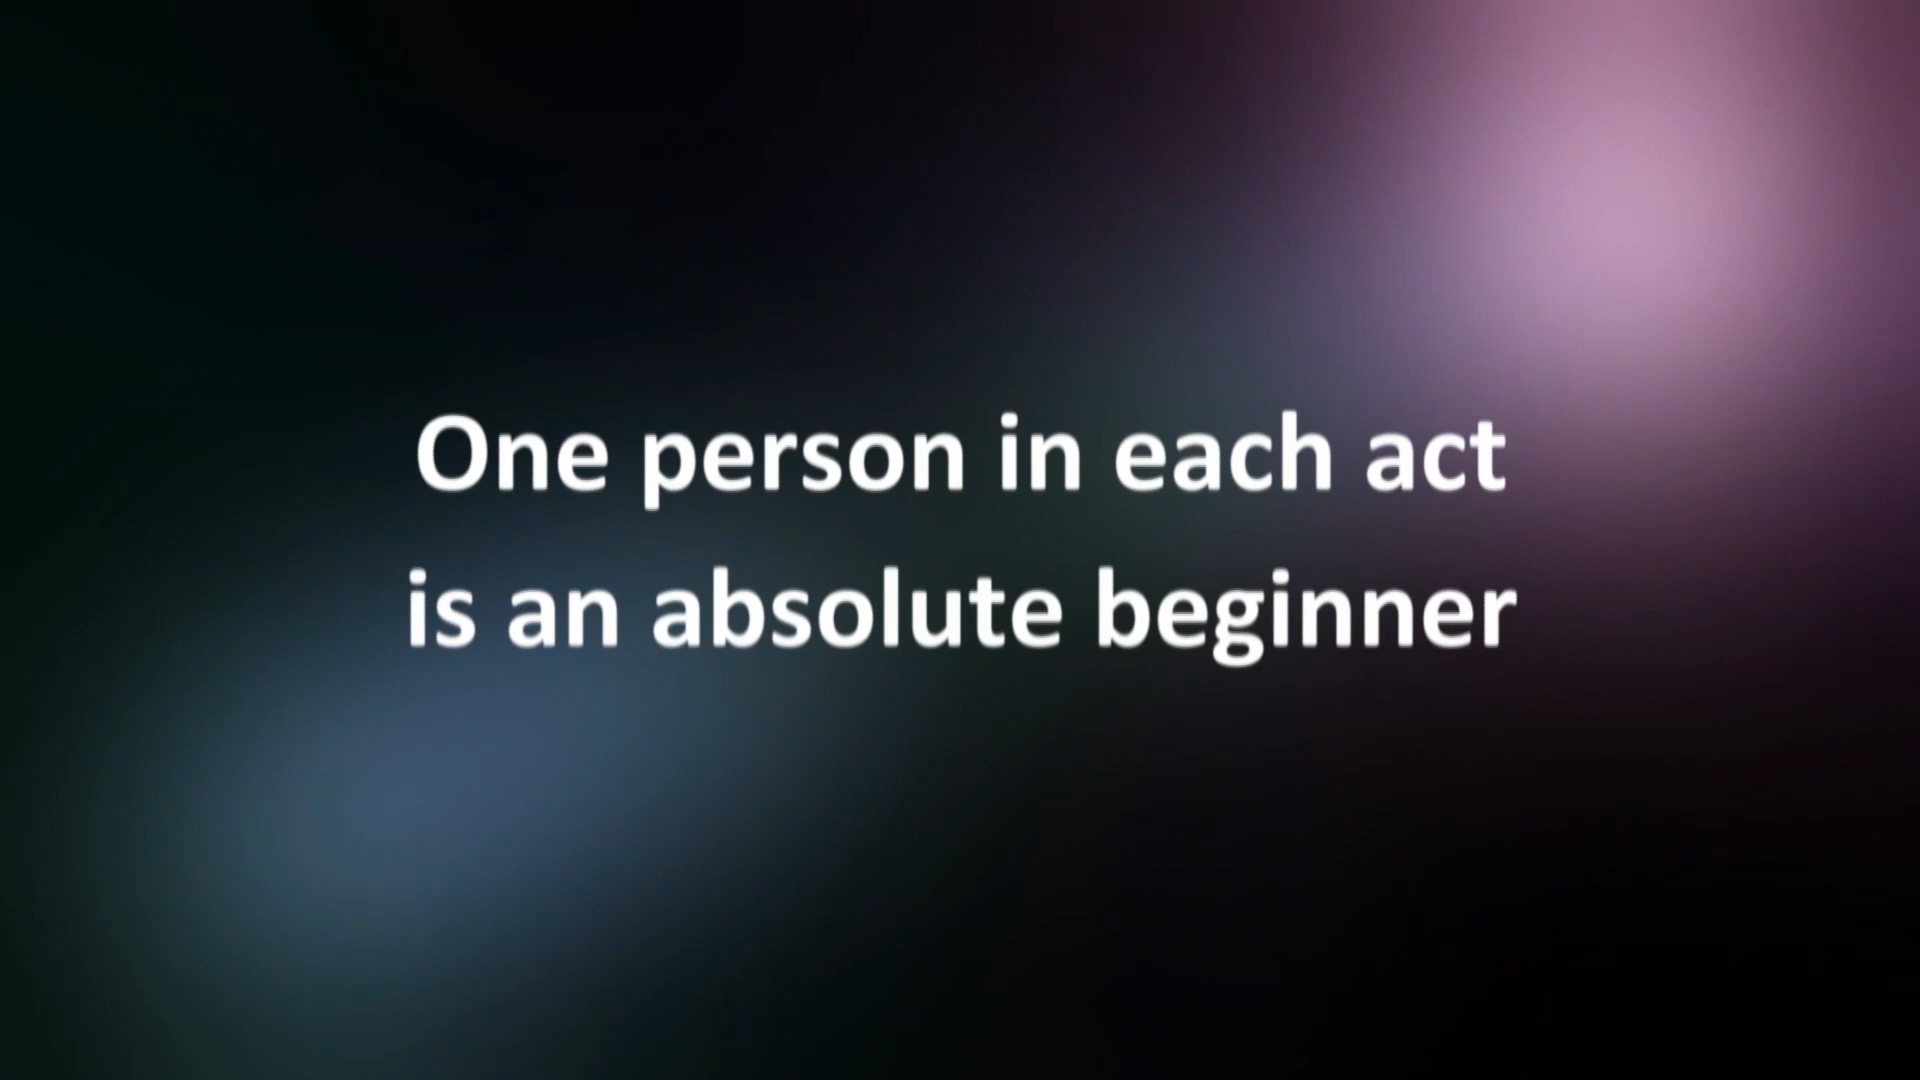 One person in each act
is an absolute beginner